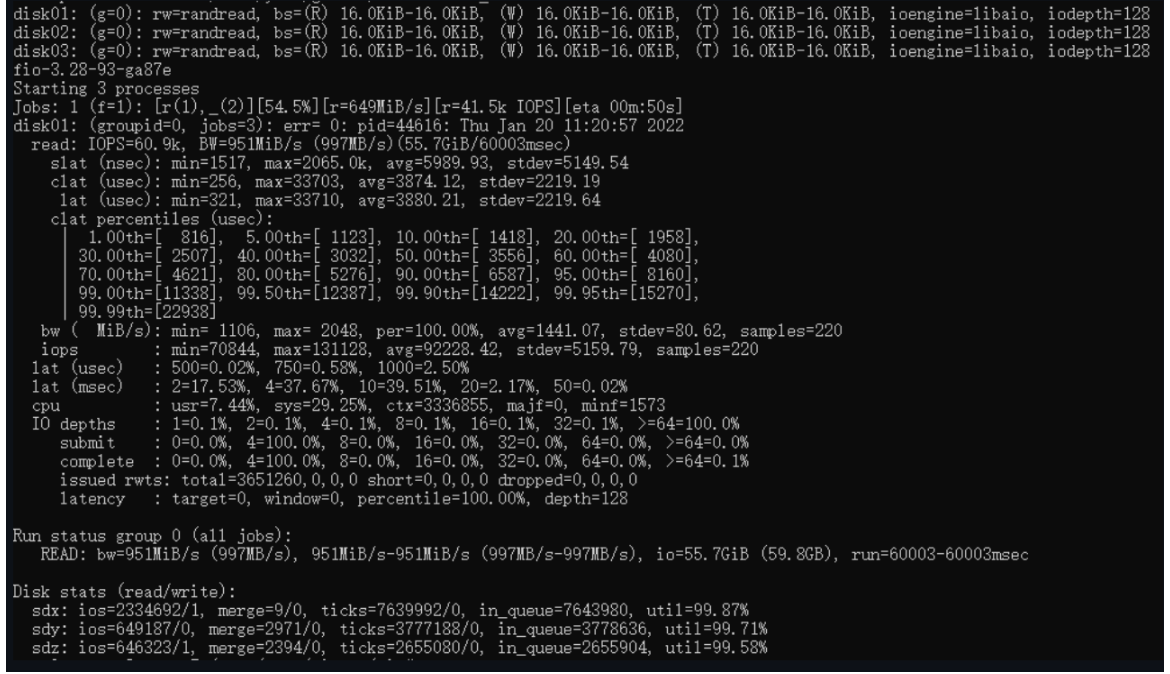 disk01: (g=0): rw=randread, bs=(R) 16.0KiB-16.0KiB, (W) 16.0KiB-16.0KiB, (T) 16.0KiB-16.0KiB, ioengine=libaio, iodepth=128
disk02: (g=0): rw=randread, bs=(R) 16.0KiB-16.0KiB, (W) 16.0KiB-16.0KiB, (T) 16.0KiB-16.0KiB, ioengine=libaio, iodepth=128
disk03: (g=0): rw=randread, bs=(R) 16.0KiB-16.0KiB, (W) 16.0KiB-16.0KiB, (T) 16.0KiB-16.0KiB, ioengine=libaio, iodepth=128
fio-3.28-93-ga87e
Starting 3 processes
Jobs: 1 (f=1): [r(1),_(2)][54.5%][r=649MiB/s][r=41.5k IOPS][eta 00m:50s]
disk01: (groupid=0, jobs=3): err= 0: pid=44616: Thu Jan 20 11:20:57 2022
read: IOPS=60.9k, BW=951MiB/s (997MB/s)(55.7GiB/60003msec)
slat (nsec): min=1517, max=2065.0k, avg=5989.93, stdev=5149.54
clat (usec): min=256, max=33703, avg=3874.12, stdev=2219.19
lat (usec): min=321, max=33710, avg=3880.21, stdev=2219.64
clat percentiles (usec):
| 1.00th=[ 816], 5.00th=[ 1123], 10.00th=[ 1418], 20.00th=[ 1958],
| 30.00th=[ 2507], 40.00th=[ 3032], 50.00th=[ 3556], 60.00th=[ 4080],
| 70.00th=[ 4621], 80.00th=[ 5276], 90.00th=[ 6587], 95.00th=[ 8160],
| 99.00th=[11338], 99.50th=[12387], 99.90th=[14222], 99.95th=[15270],
| 99.99th=[22938]
bw ( MiB/s): min= 1106, max= 2048, per=100.00%, avg=1441.07, stdev=80.62, samples=220
iops : min=70844, max=131128, avg=92228.42, stdev=5159.79, samples=220
lat (usec) : 500=0.02%, 750=0.58%, 1000=2.50%
lat (msec) : 2=17.53%, 4=37.67%, 10=39.51%, 20=2.17%, 50=0.02%
cpu : usr=7.44%, sys=29.25%, ctx=3336855, majf=0, minf=1573
IO depths : 1=0.1%, 2=0.1%, 4=0.1%, 8=0.1%, 16=0.1%, 32=0.1%, >=64=100.0%
submit : 0=0.0%, 4=100.0%, 8=0.0%, 16=0.0%, 32=0.0%, 64=0.0%, >=64=0.0%
complete : 0=0.0%, 4=100.0%, 8=0.0%, 16=0.0%, 32=0.0%, 64=0.0%, >=64=0.1%
issued rwts: total=3651260,0,0,0 short=0,0,0,0 dropped=0,0,0,0
latency : target=0, window=0, percentile=100.00%, depth=128
Run status group 0 (all jobs):
READ: bw=951MiB/s (997MB/s), 951MiB/s-951MiB/s (997MB/s-997MB/s), io=55.7GiB (59.8GB), run=60003-60003msec
Disk stats (read/write):
sdx: ios=2334692/1, merge=9/0, ticks=7639992/0, in_queue=7643980, util=99.87%
sdy: ios=649187/0, merge=2971/0, ticks=3777188/0, in_queue=3778636, util=99.71%
sdz: ios=646323/1, merge=2394/0, ticks=2655080/0, in_queue=2655904, util=99.58%